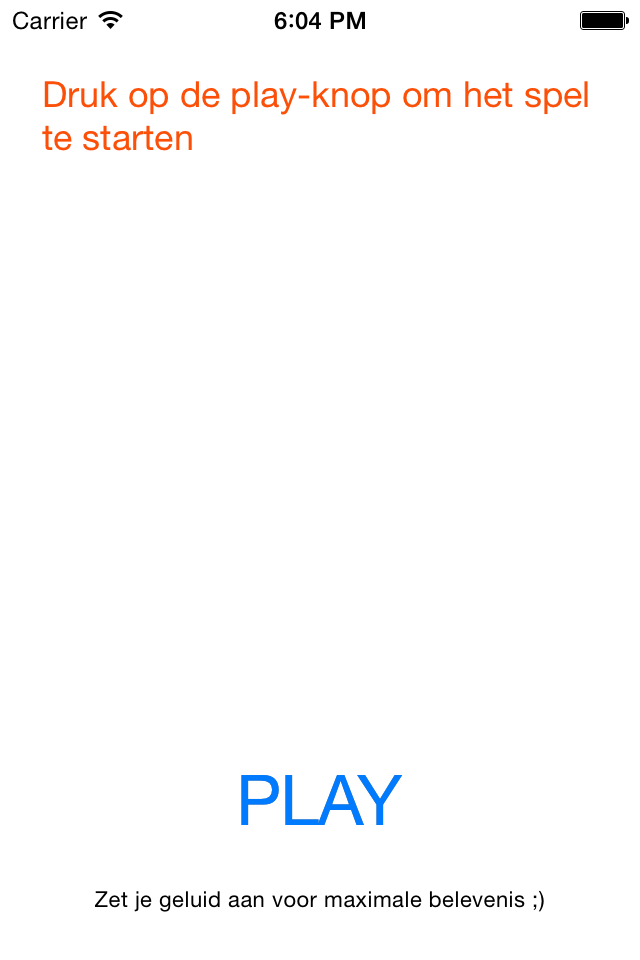 Carrier 6:04 PM
Druk op de play-knop om het spel
te starten
PLAY
Zet je geluid aan voor maximale belevenis ;)